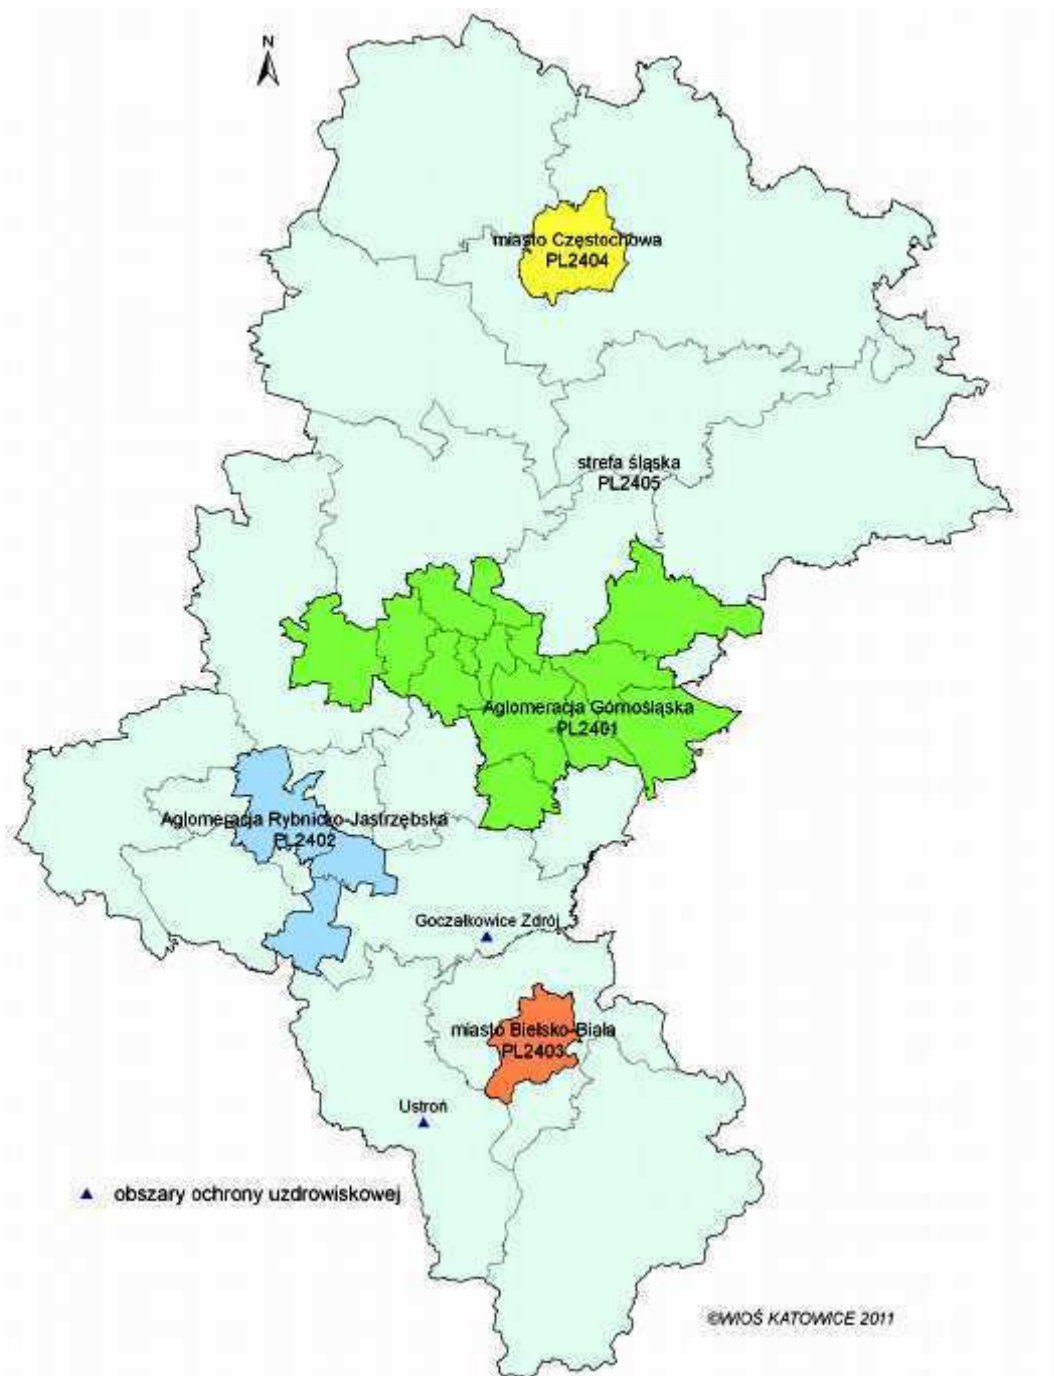 N
miasto Częstochowa
PL2404
strefa śląska
PL2405
Aglomeracja Górnośląska
PL2401
Aglomeracja Rybnicko-Jastrzębska
PL2402
Goczałkowice Zdrój
miasto Bielsko-Biała
PL2403
Ustroń
obszary ochrony uzdrowiskowej
©WIOŚ KATOWICE 2011